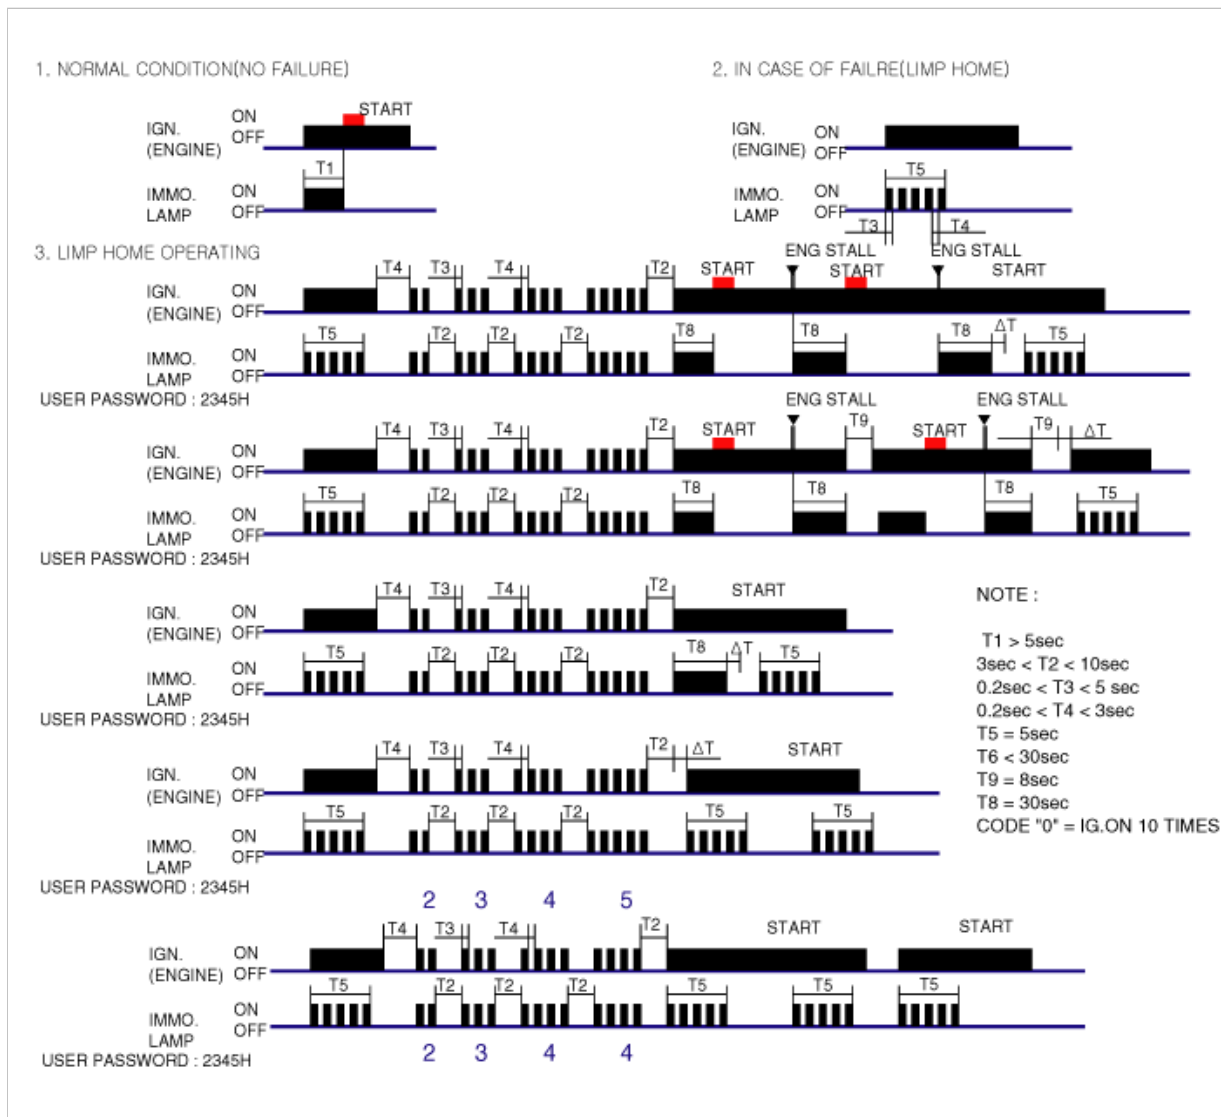 1. NORMAL CONDITION(NO FAILURE)
2. IN CASE OF FAILRE(LIMP HOME)
START
IGN.
(ENGINE)
ON
OFF
IGN.
(ENGINE)
ON
OFF
T1
T5
IMMO.
LAMP
ON
OFF
IMMO.
LAMP
ON
OFF
T3
T4
3. LIMP HOME OPERATING
ENG STALL
ENG STALL
T4
T3
T4
T2
START
START
START
IGN.
(ENGINE)
ON
OFF
T5
T2
T2
T2
T8
T8
T8
ΔT
T5
IMMO.
LAMP
ON
OFF
USER PASSWORD : 2345H
ENG STALL
ENG STALL
T4
T3
T4
T2
START
T9
START
T9
ΔT
IGN.
(ENGINE)
ON
OFF
T5
T2
T2
T2
T8
T8
T8
T5
IMMO.
LAMP
ON
OFF
USER PASSWORD : 2345H
T4
T3
T4
T2
START
IGN.
(ENGINE)
ON
OFF
T5
T2
T2
T2
T8
ΔT
T5
IMMO.
LAMP
ON
OFF
USER PASSWORD : 2345H
NOTE :
T1 > 5sec
3sec < T2 < 10sec
0.2sec < T3 < 5 sec
0.2sec < T4 < 3sec
T5 = 5sec
T6 < 30sec
T9 = 8sec
T8 = 30sec
CODE "0" = IG.ON 10 TIMES
T4
T3
T4
T2
ΔT
START
IGN.
(ENGINE)
ON
OFF
T5
T2
T2
T2
T5
T5
IMMO.
LAMP
ON
OFF
USER PASSWORD : 2345H
2 3 4 5
T4
T3
T4
T2
START
START
IGN.
(ENGINE)
ON
OFF
T5
T2
T2
T2
T5
T5
T5
IMMO.
LAMP
ON
OFF
USER PASSWORD : 2345H
2 3 4 4